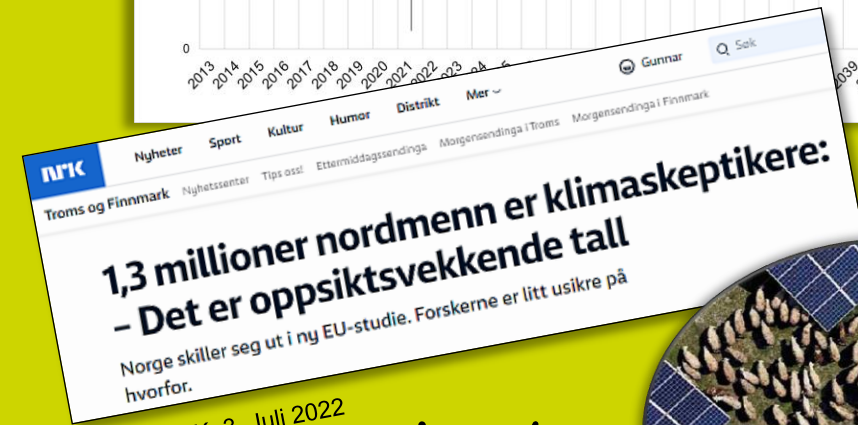 0
2013 2014 2015 2016 2017 2018 2019 2020 2021
Gunnar
Søk
nrk
Nyheter Sport Kultur Humor Distrikt Mer
Troms og Finnmark Nyhetssenter Tips oss! Ettermiddagssendinga Morgensendinga i Troms Morgensendinga i Finnmark
1,3 millioner nordmenn er klimaskeptikere:
– Det er oppsiktsvekkende tall
Norge skiller seg ut i ny EU-studie. Forskerne er litt usikre på
hvorfor.
Juli 2022